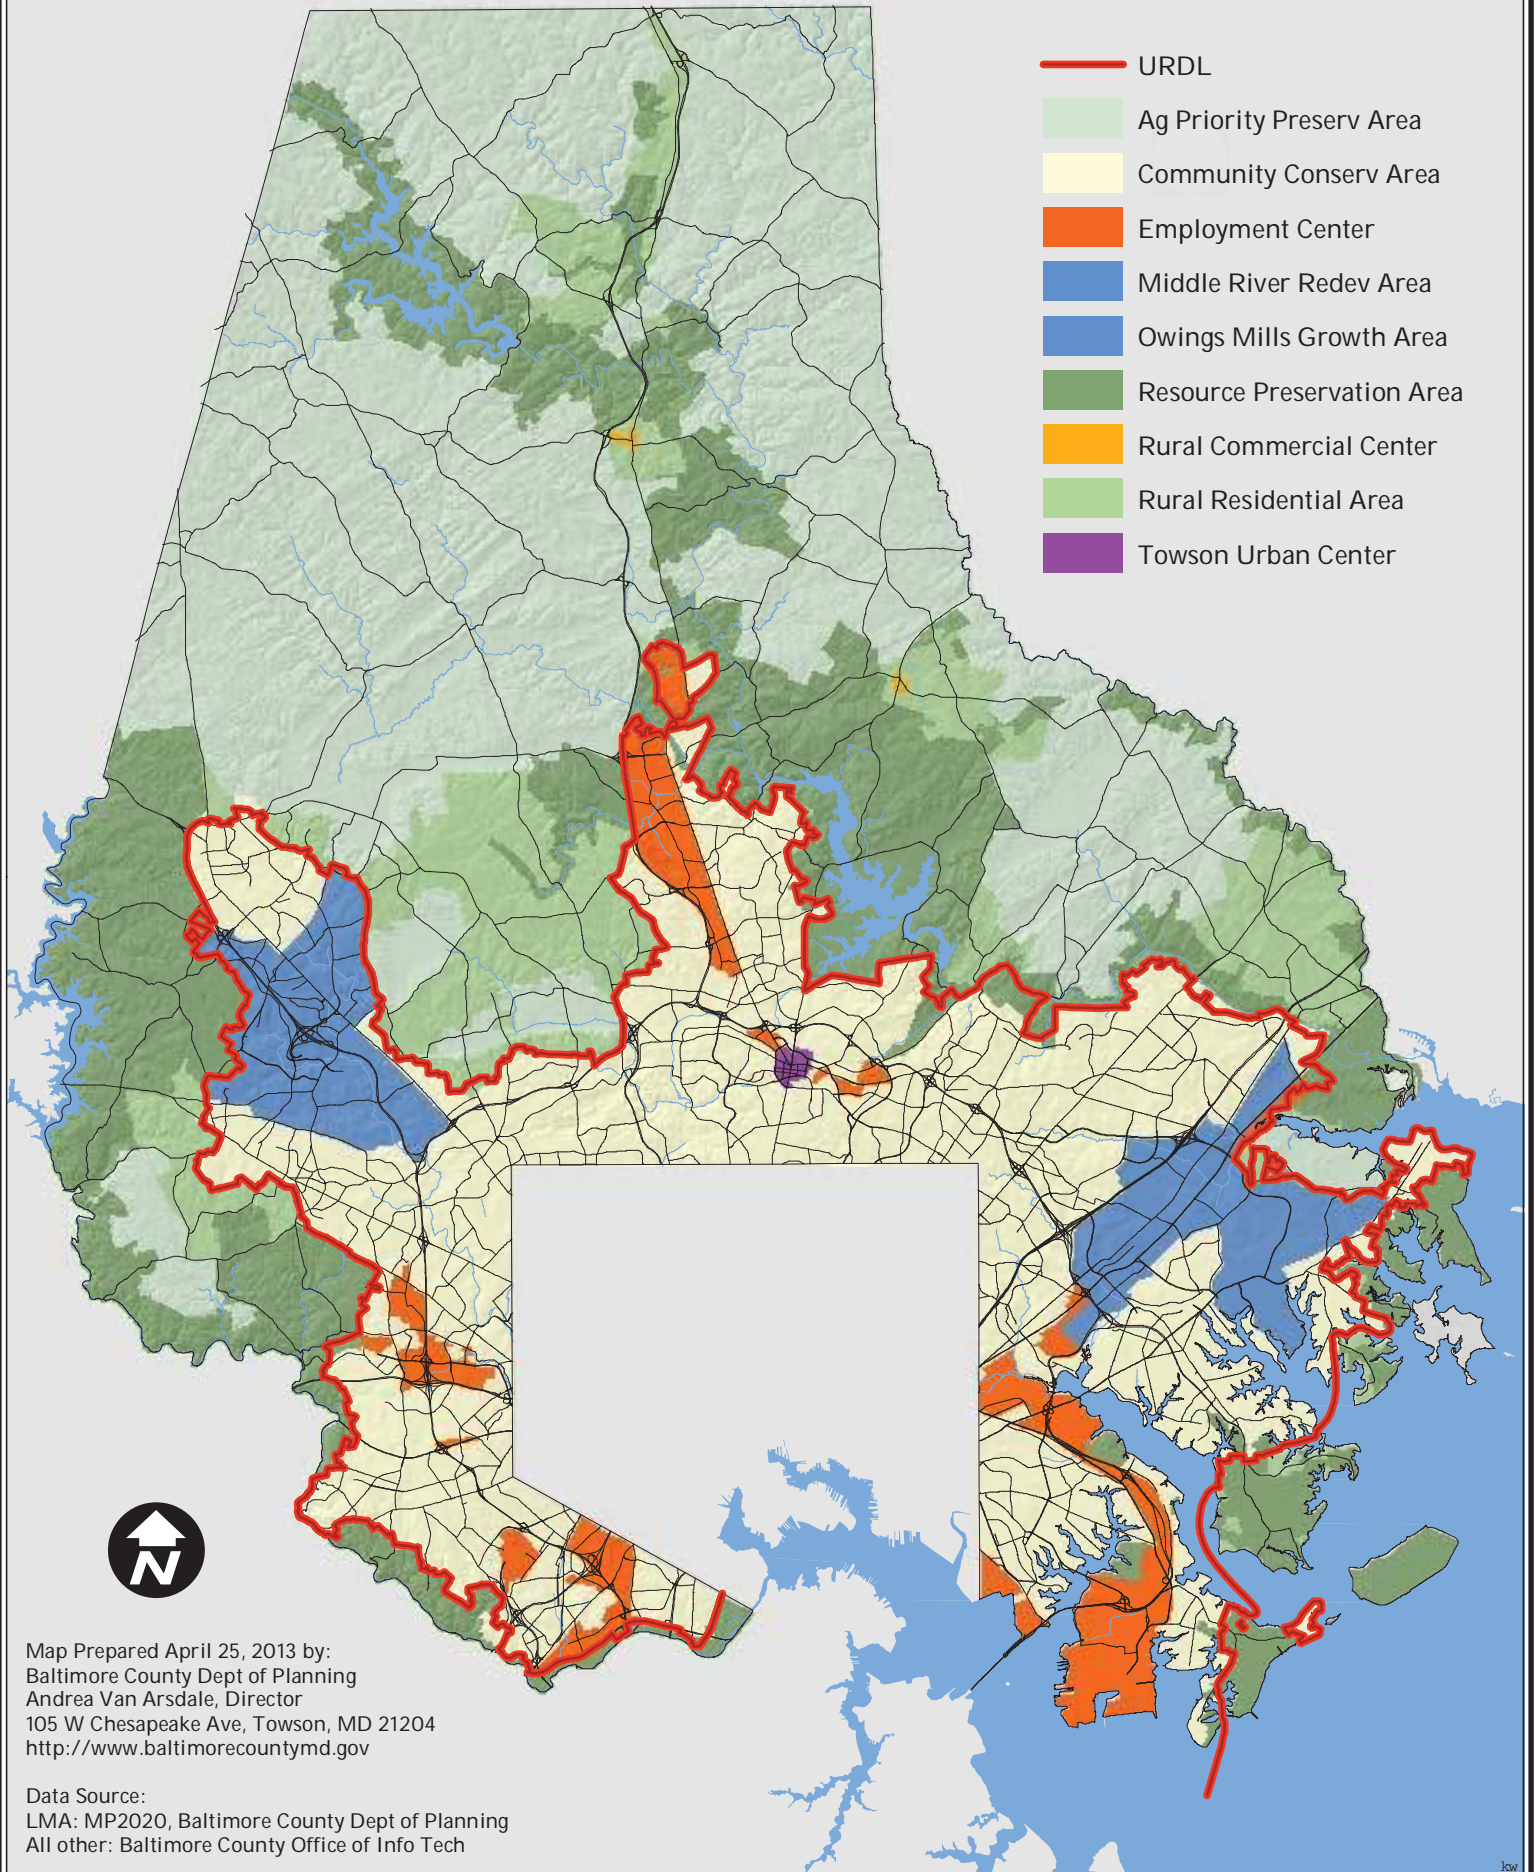 URDL
Ag Priority Preserv Area
Community Conserv Area
Employment Center
Middle River Redev Area
Owings Mills Growth Area
Resource Preservation Area
Rural Commercial Center
Rural Residential Area
Towson Urban Center
N
Map Prepared April 25, 2013 by:
Baltimore County Dept of Planning
Andrea Van Arsdale, Director
105 W Chesapeake Ave, Towson, MD 21204
http://www.baltimorecountymd.gov
Data Source:
LMA: MP2020, Baltimore County Dept of Planning
All other: Baltimore County Office of Info Tech
kw